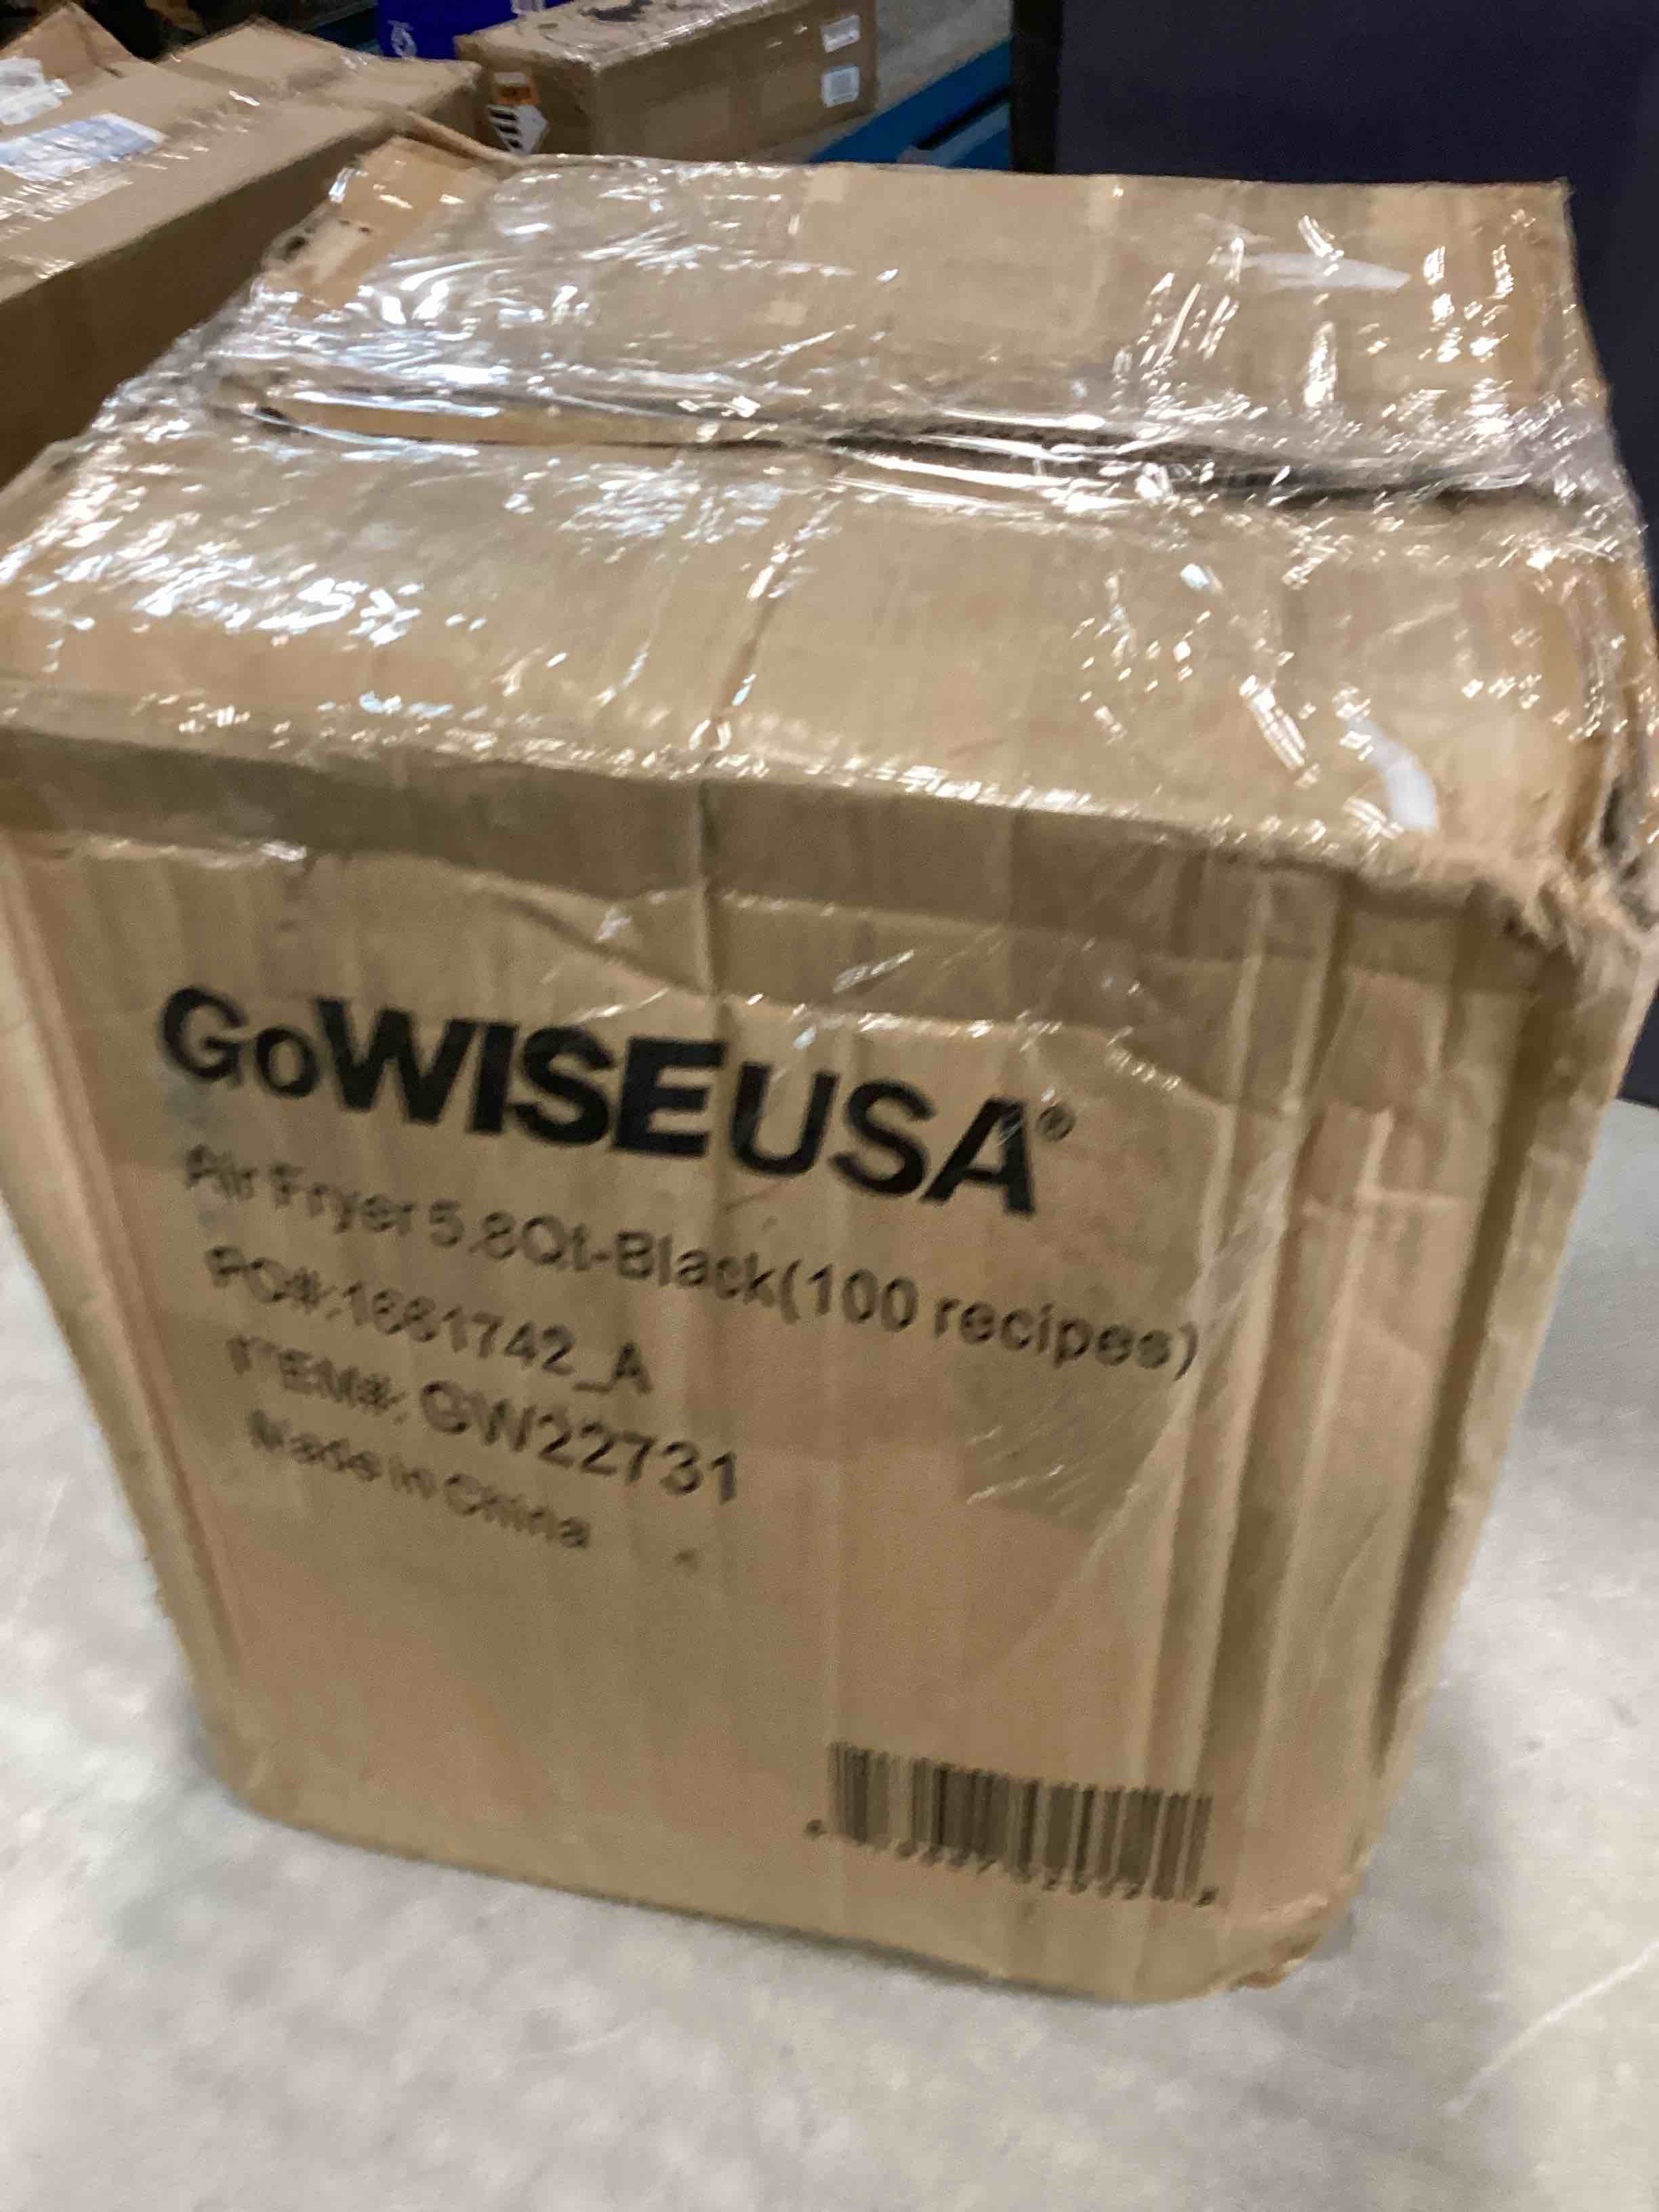 GoWISEUSA®
Air Fryer 5.8Qt-Black(100 recipes)
PO#:1681742_A
ITEM#: GW22731
Made in China